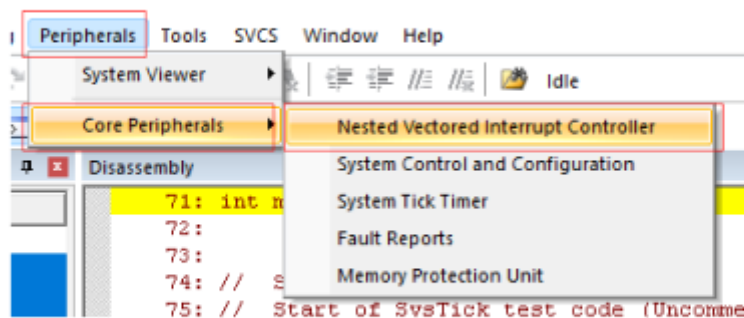 Peripherals Tools SVCS Window Help
System Viewer Idle
Core Peripherals Nested Vectored Interrupt Controller
Disassembly System Control and Configuration
71: int m System Tick Timer
72:
73: Fault Reports
74: // S Memory Protection Unit
75: // Start of SysTick test code (Uncomme